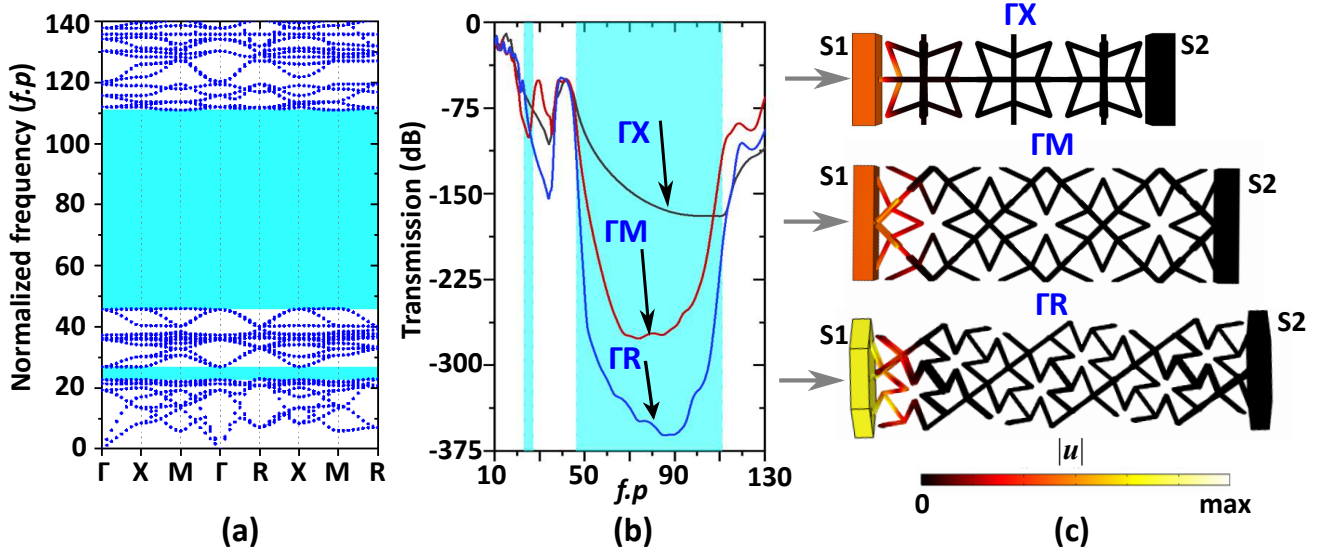 Normalized frequency (f.p)
140
120
100
80
60
40
20
0
Γ X M Γ R X M R
(a)
Transmission (dB)
0
-75
-150
-225
-300
-375
ΓX
ΓM
ΓR
10 50 90 130
f.p
(b)
ΓX
S1
S2
ΓM
S1
S2
ΓR
S1
S2
|u|
0 max
(c)